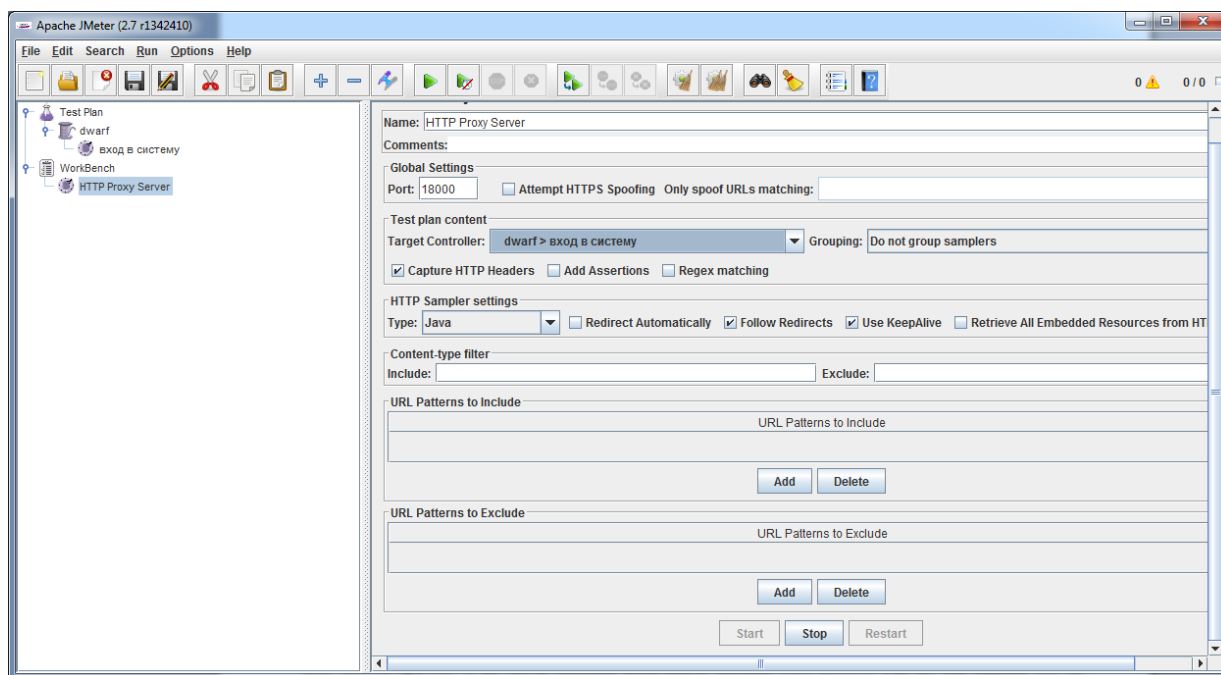 Apache JMeter (2.7 r1342410)
File Edit Search Run Options Help
0 0 / 0
Test Plan
dwarf
вход в систему
WorkBench
HTTP Proxy Server
Name: HTTP Proxy Server
Comments:
Global Settings
Port: 18000 Attempt HTTPS Spoofing Only spoof URLs matching:
Test plan content
Target Controller: dwarf > вход в систему Grouping: Do not group samplers
Capture HTTP Headers Add Assertions Regex matching
HTTP Sampler settings
Type: Java Redirect Automatically Follow Redirects Use KeepAlive Retrieve All Embedded Resources from HT
Content-type filter
Include: Exclude:
URL Patterns to Include
URL Patterns to Include
Add Delete
URL Patterns to Exclude
URL Patterns to Exclude
Add Delete
Start Stop Restart